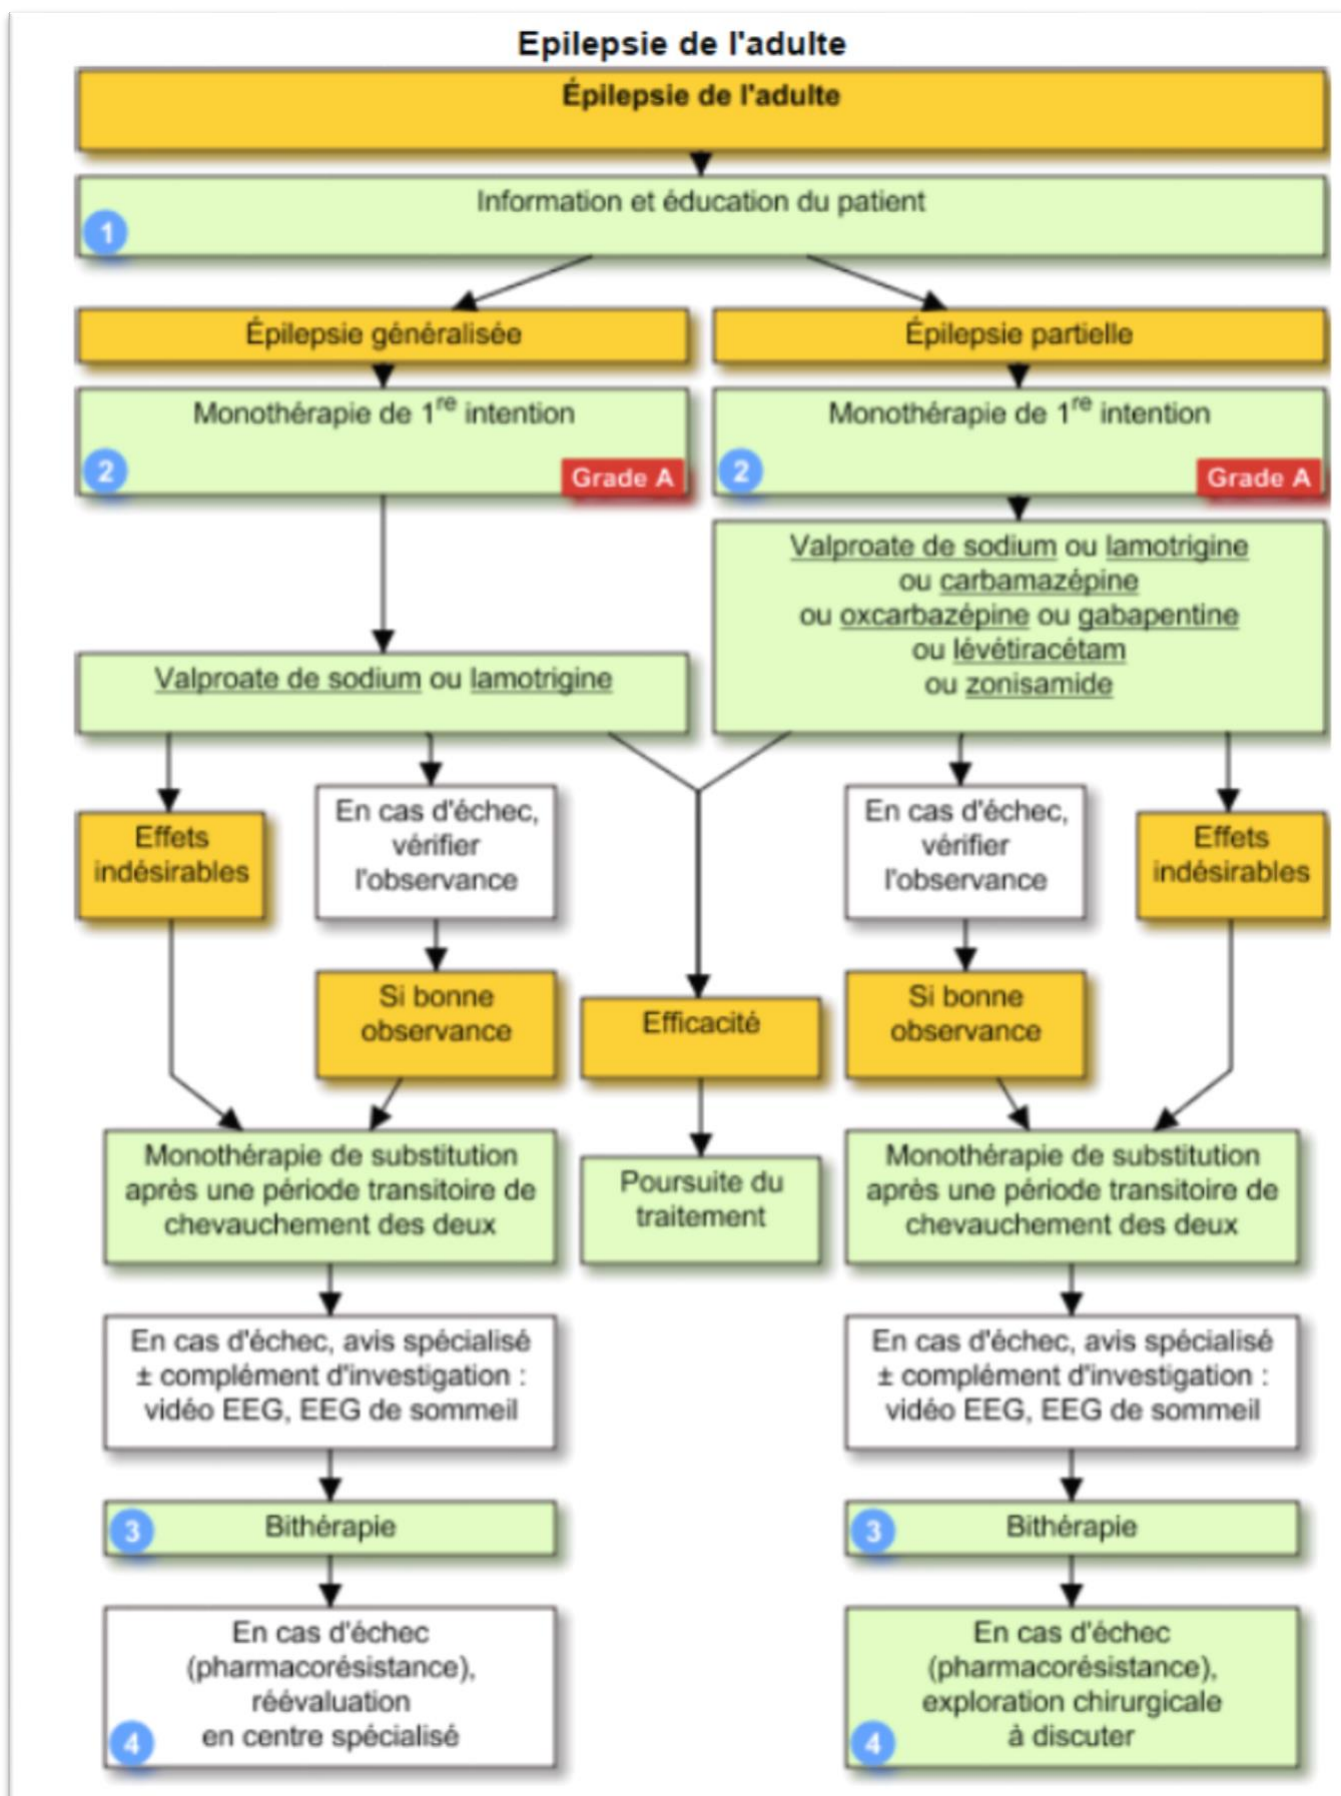 Epilepsie de l'adulte
Épilepsie de l'adulte
Information et éducation du patient
1
Épilepsie généralisée
Épilepsie partielle
Monothérapie de 1re intention
2
Grade A
Monothérapie de 1re intention
2
Grade A
Valproate de sodium ou lamotrigine
ou carbamazépine
ou oxcarbazépine ou gabapentine
ou lévétiracétam
ou zonisamide
Valproate de sodium ou lamotrigine
Effets
indésirables
En cas d'échec,
vérifier
l'observance
En cas d'échec,
vérifier
l'observance
Effets
indésirables
Si bonne
observance
Efficacité
Si bonne
observance
Monothérapie de substitution
après une période transitoire de
chevauchement des deux
Poursuite du
traitement
Monothérapie de substitution
après une période transitoire de
chevauchement des deux
En cas d'échec, avis spécialisé
± complément d'investigation :
vidéo EEG, EEG de sommeil
En cas d'échec, avis spécialisé
± complément d'investigation :
vidéo EEG, EEG de sommeil
3
Bithérapie
3
Bithérapie
En cas d'échec
(pharmacorésistance),
réévaluation
en centre spécialisé
4
En cas d'échec
(pharmacorésistance),
exploration chirurgicale
à discuter
4